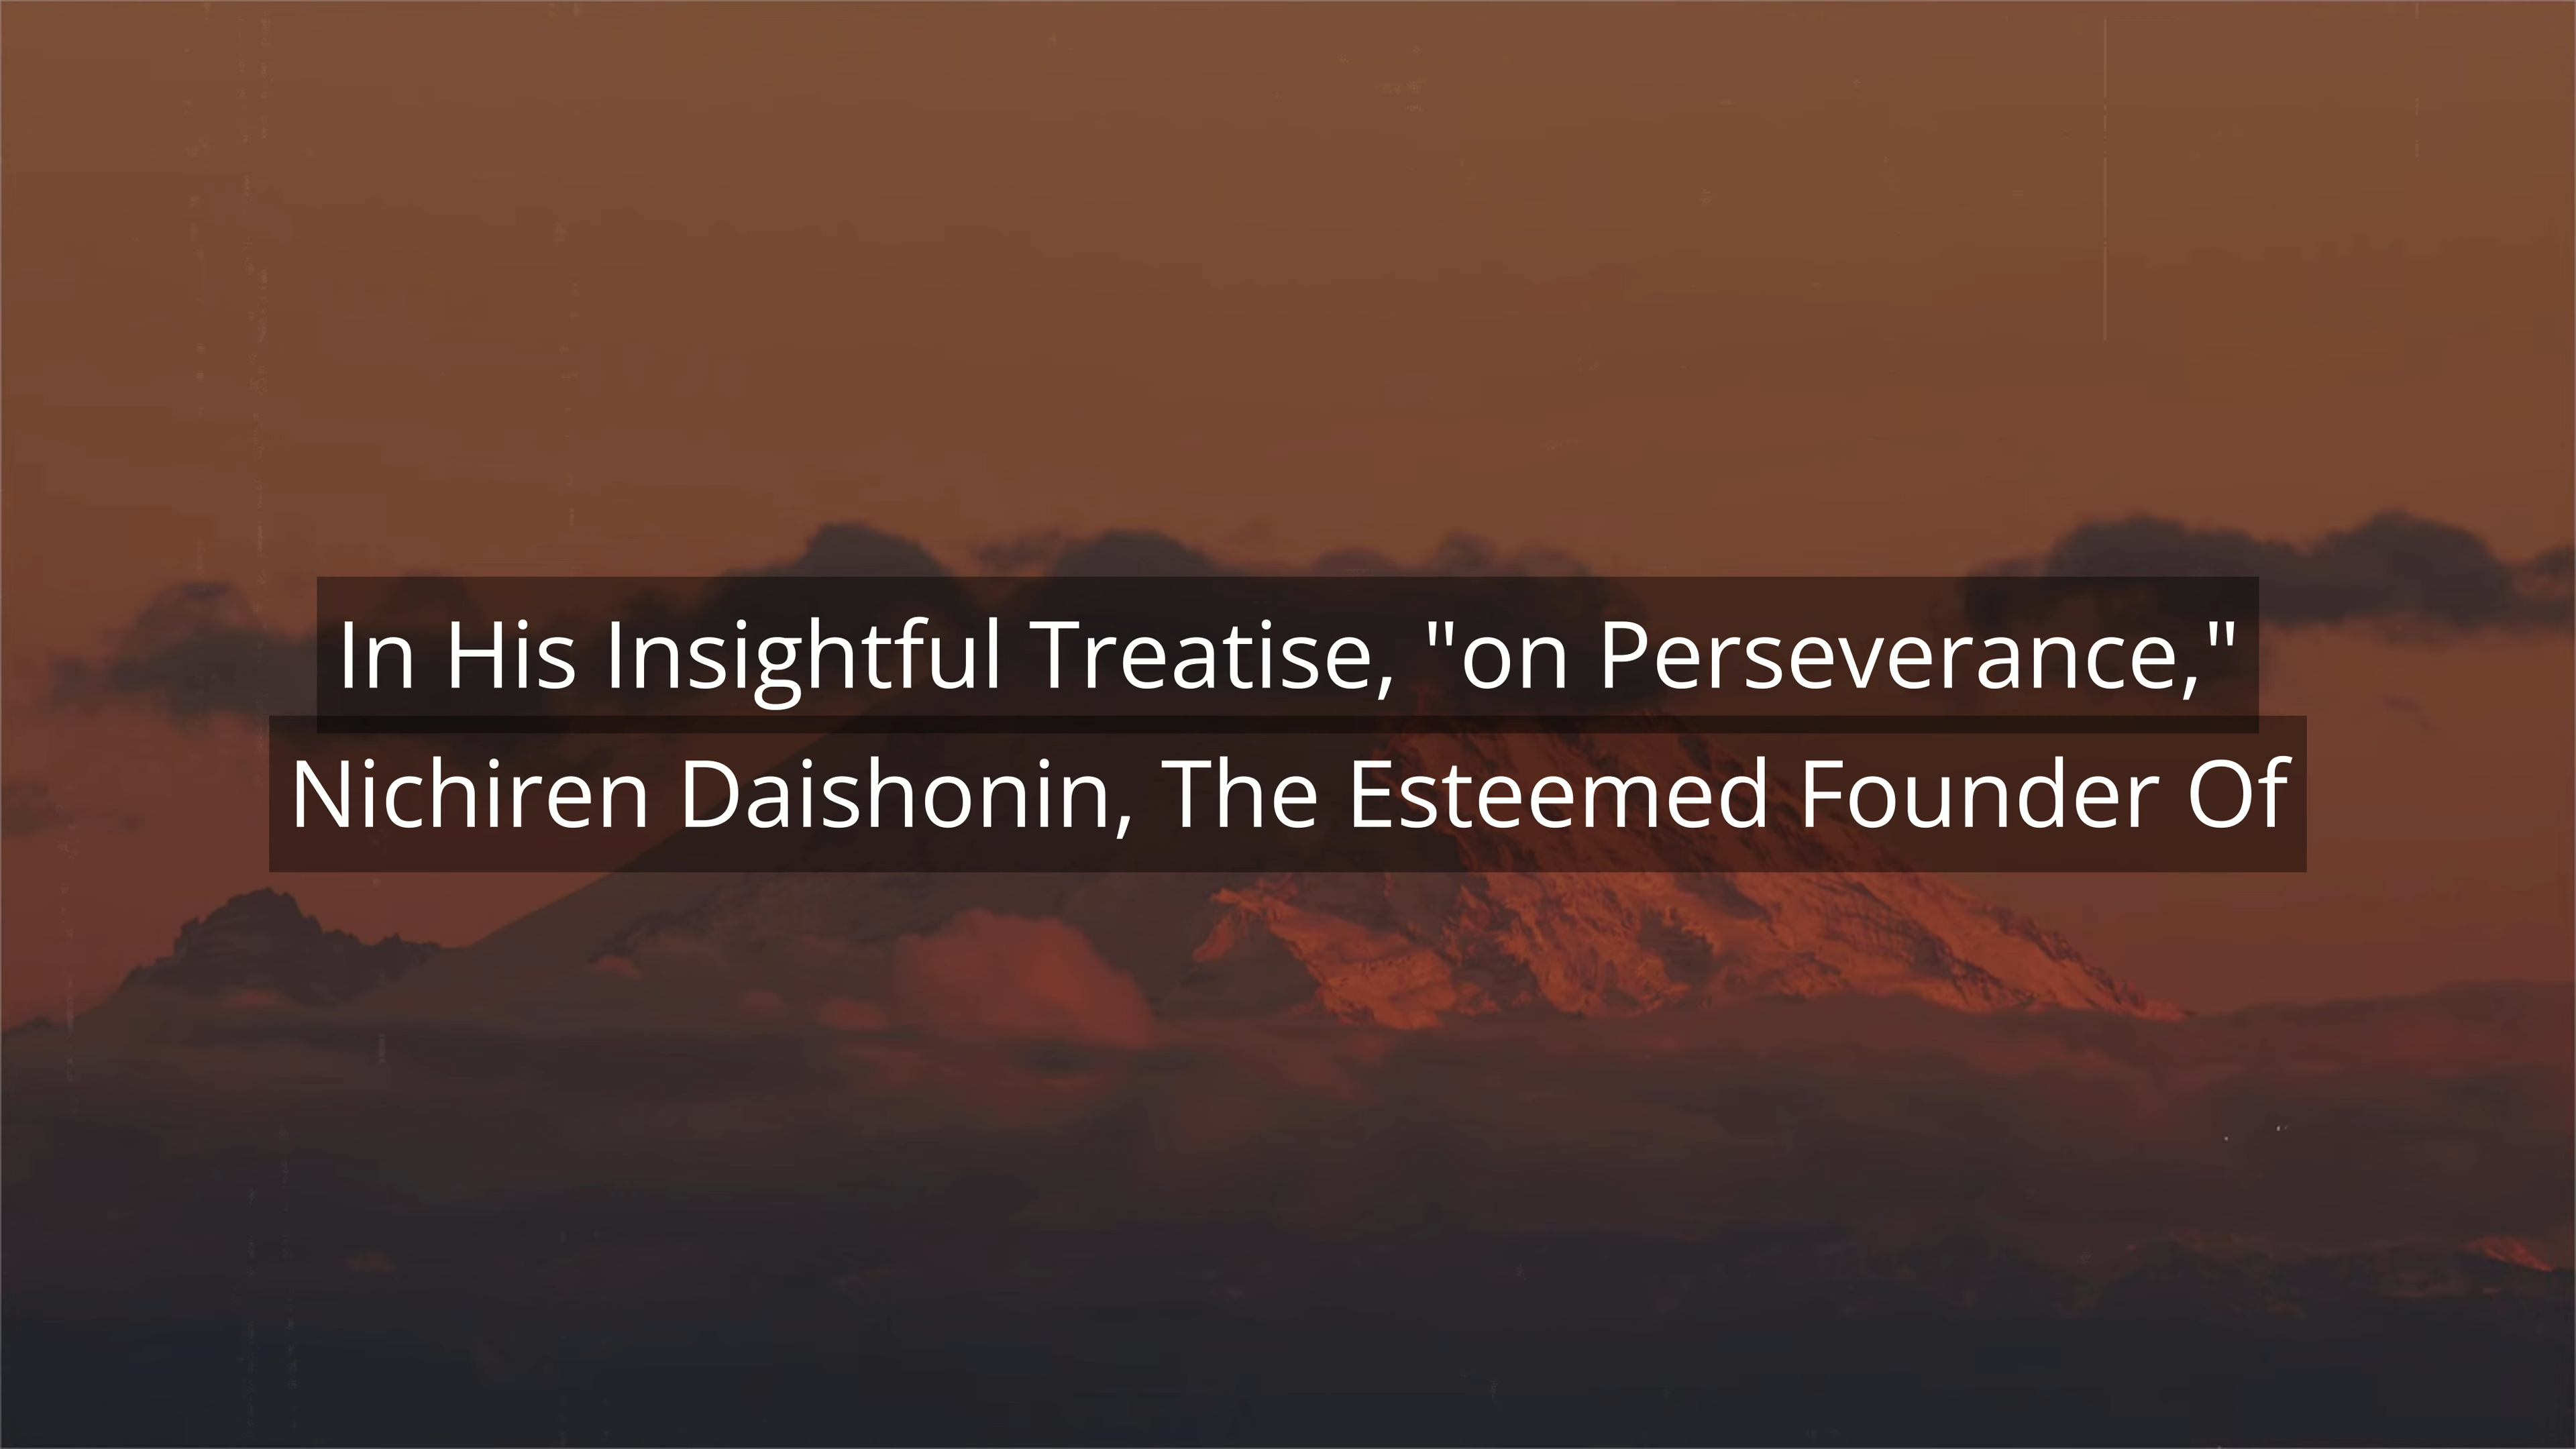 In His Insightful Treatise, "on Perseverance,"
Nichiren Daishonin, The Esteemed Founder Of